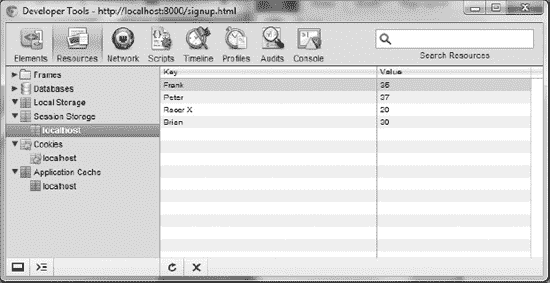 Developer Tools - http://localhost:8000/signup.html
Elements Resources Network Scripts Timeline Profiles Audits Console
Search Resources
Frames
Databases
Local Storage
Session Storage
localhost
Cookies
localhost
Application Cache
localhost
Key Value
Frank 35
Peter 37
Racer X 20
Brian 30